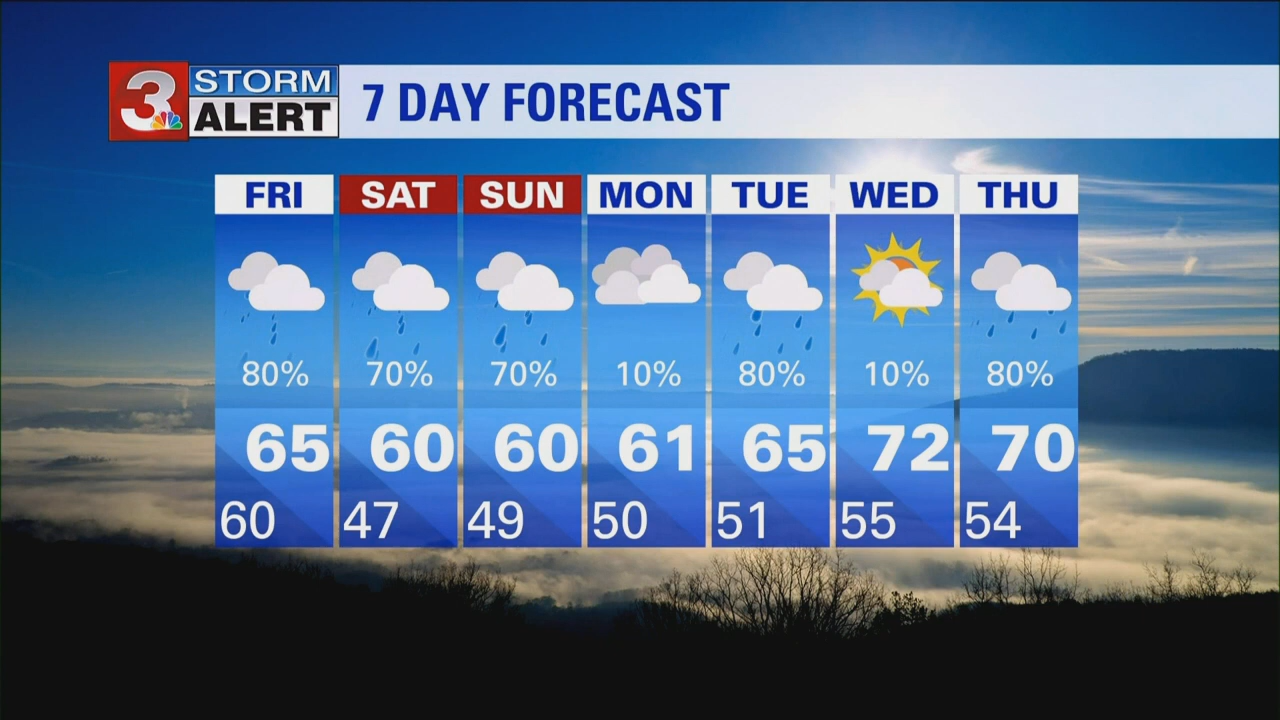 3 STORM ALERT
7 DAY FORECAST
FRI SAT SUN MON TUE WED THU
80% 70% 70% 10% 80% 10% 80%
65 60 60 61 65 72 70
60 47 49 50 51 55 54